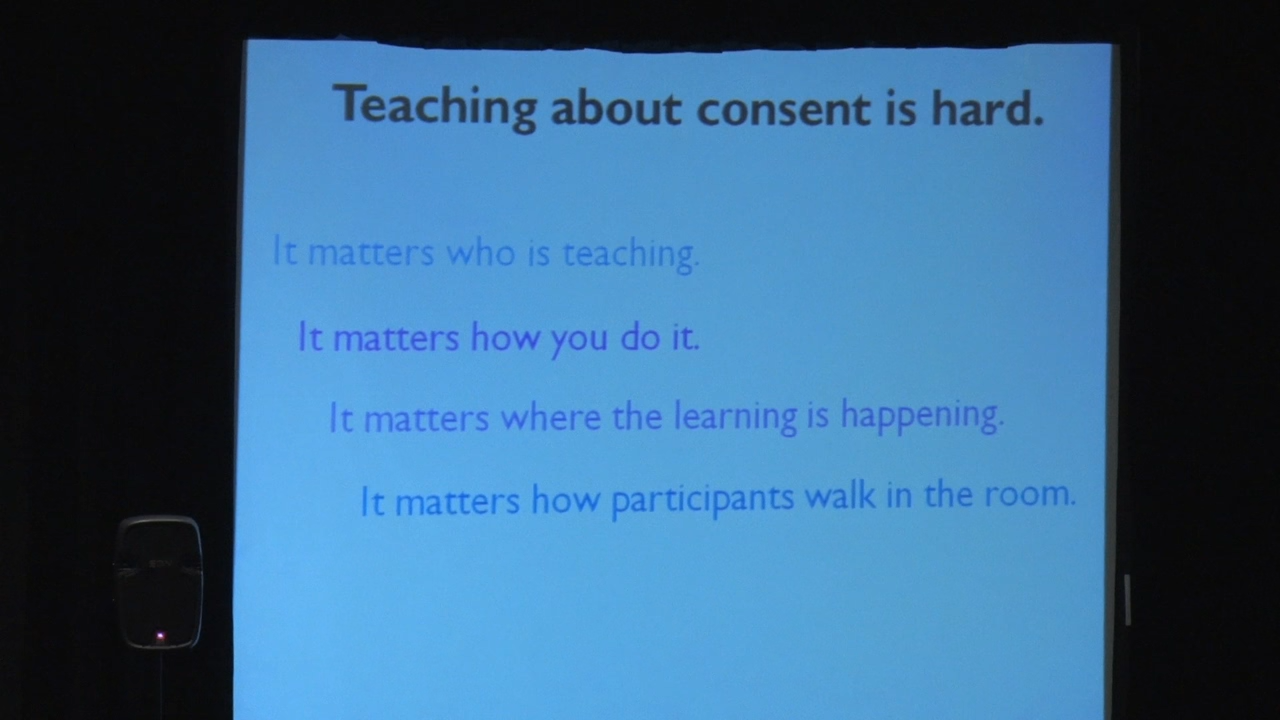 Teaching about consent is hard.
It matters who is teaching.
It matters how you do it.
It matters where the learning is happening.
It matters how participants walk in the room.